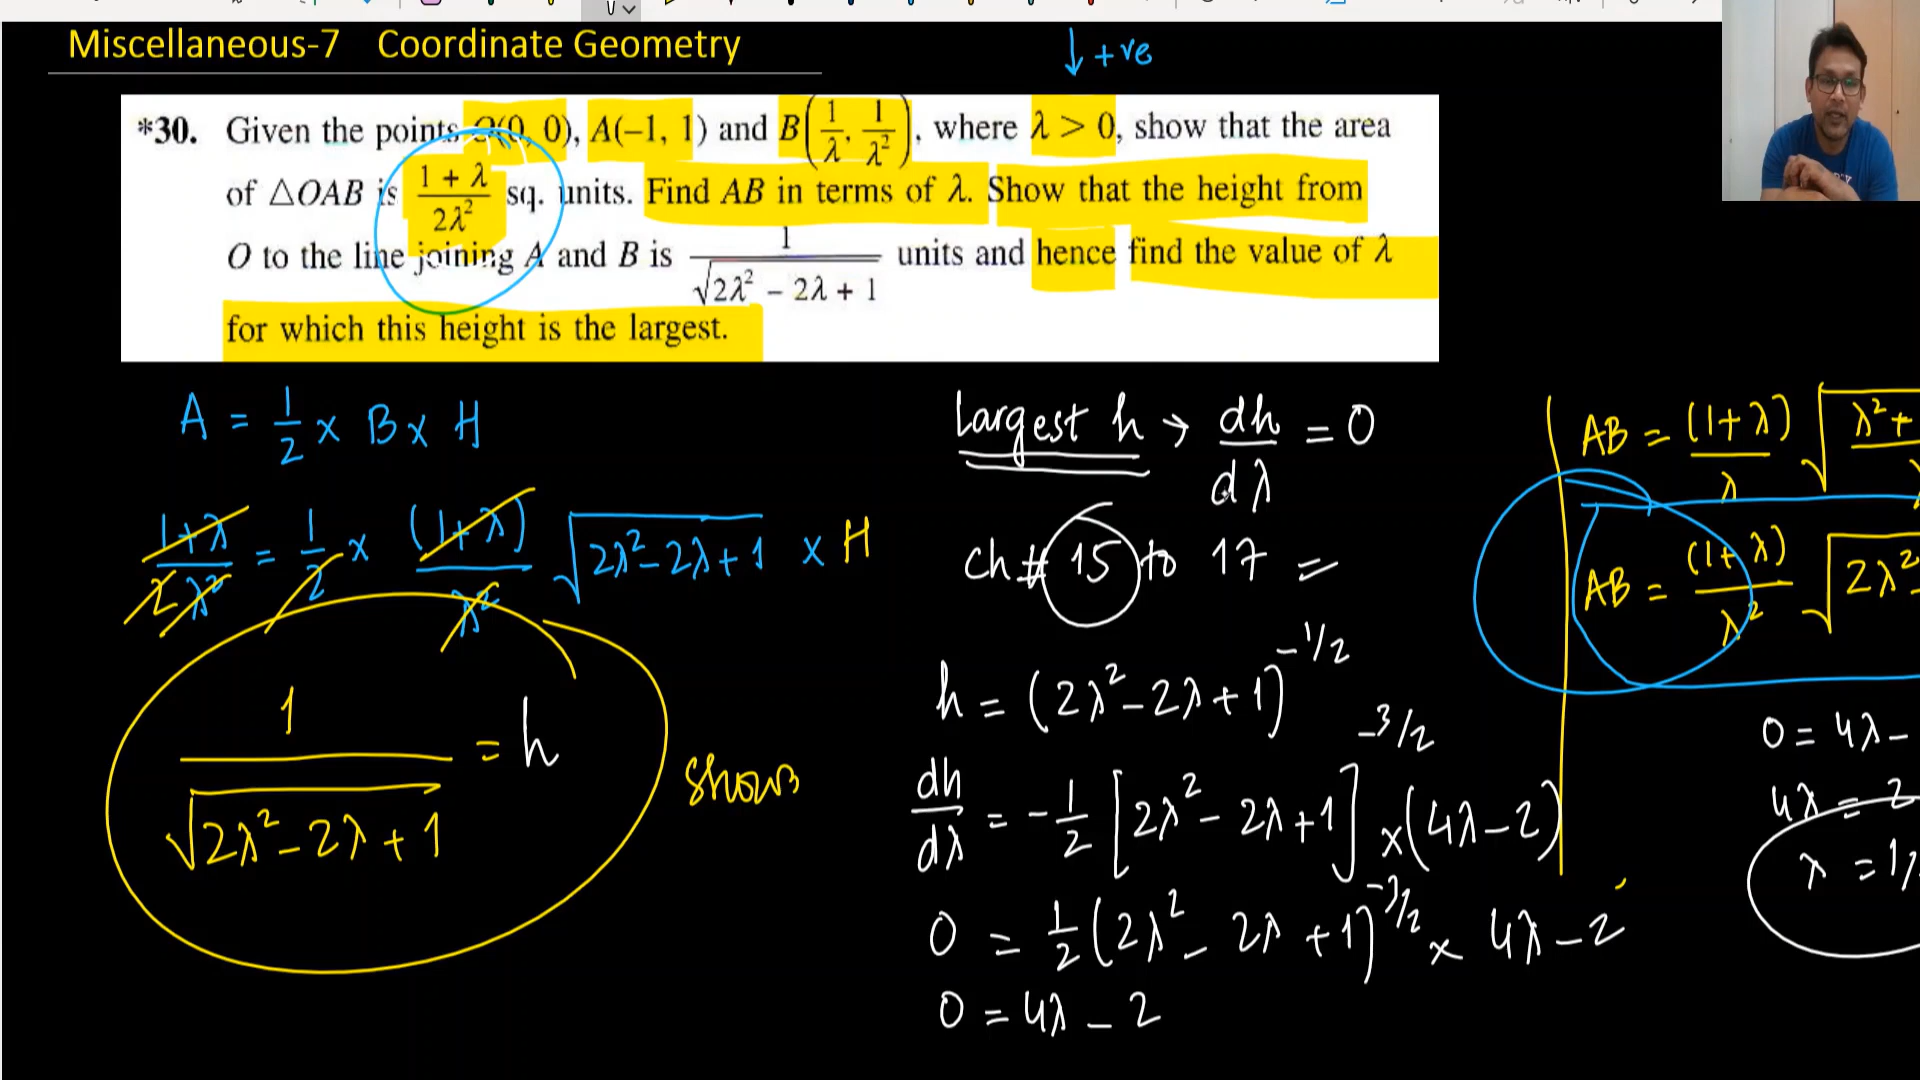 Miscellaneous-7 Coordinate Geometry
↓ +ve
*30. Given the points O(0, 0), A(−1, 1) and B(1/λ, 1/λ²), where λ > 0, show that the area
of △OAB is (1 + λ)/(2λ²) sq. units. Find AB in terms of λ. Show that the height from
O to the line joining A and B is 1/√(2λ² − 2λ + 1) units and hence find the value of λ
for which this height is the largest.
A = 1/2 × B × H
(1+λ)/(2λ²) = 1/2 × (1+λ)/λ² √(2λ²-2λ+1) × H
1/√(2λ²-2λ+1) = h
shows
Largest h → dh/dλ = 0
ch# 15 to 17 =
h = (2λ²-2λ+1)^(-1/2)
dh/dλ = -1/2 [2λ²-2λ+1]^(-3/2) × (4λ-2)
0 = 1/2 (2λ²-2λ+1)^(-3/2) × 4λ-2
0 = 4λ-2
AB = (1+λ)/λ √(λ²+
AB = (1+λ)/λ² √(2λ²-
0 = 4λ-
4λ = 2
λ = 1/